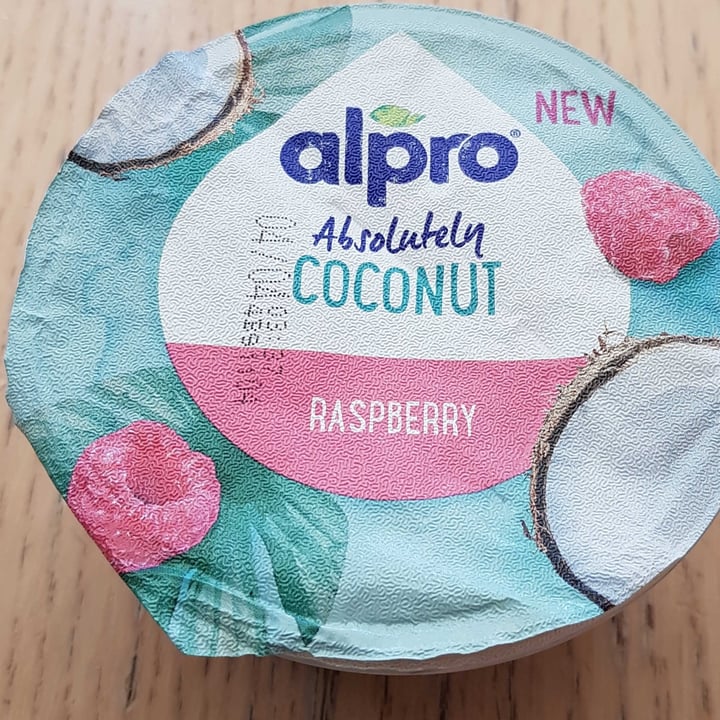 NEW
alpro®
Absolutely
COCONUT
RASPBERRY